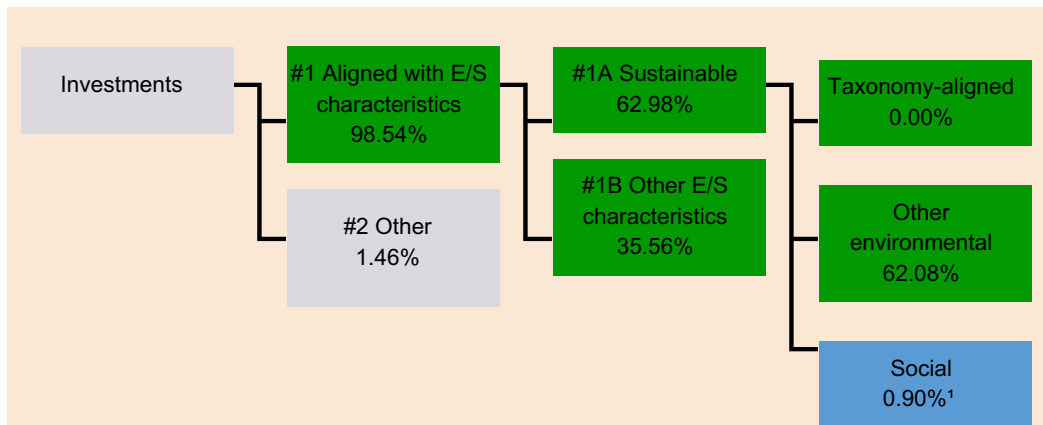 Investments
#1 Aligned with E/S
characteristics
98.54%
#2 Other
1.46%
#1A Sustainable
62.98%
#1B Other E/S
characteristics
35.56%
Taxonomy-aligned
0.00%
Other
environmental
62.08%
Social
0.90%¹